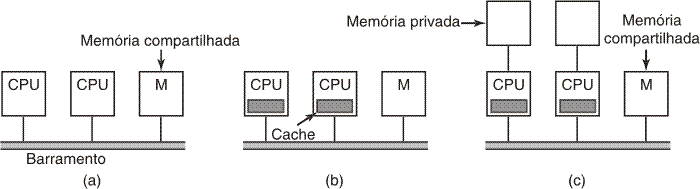 Memória compartilhada
CPU
CPU
M
Barramento
(a)
CPU
CPU
M
Cache
(b)
Memória privada
Memória
compartilhada
CPU
CPU
M
(c)